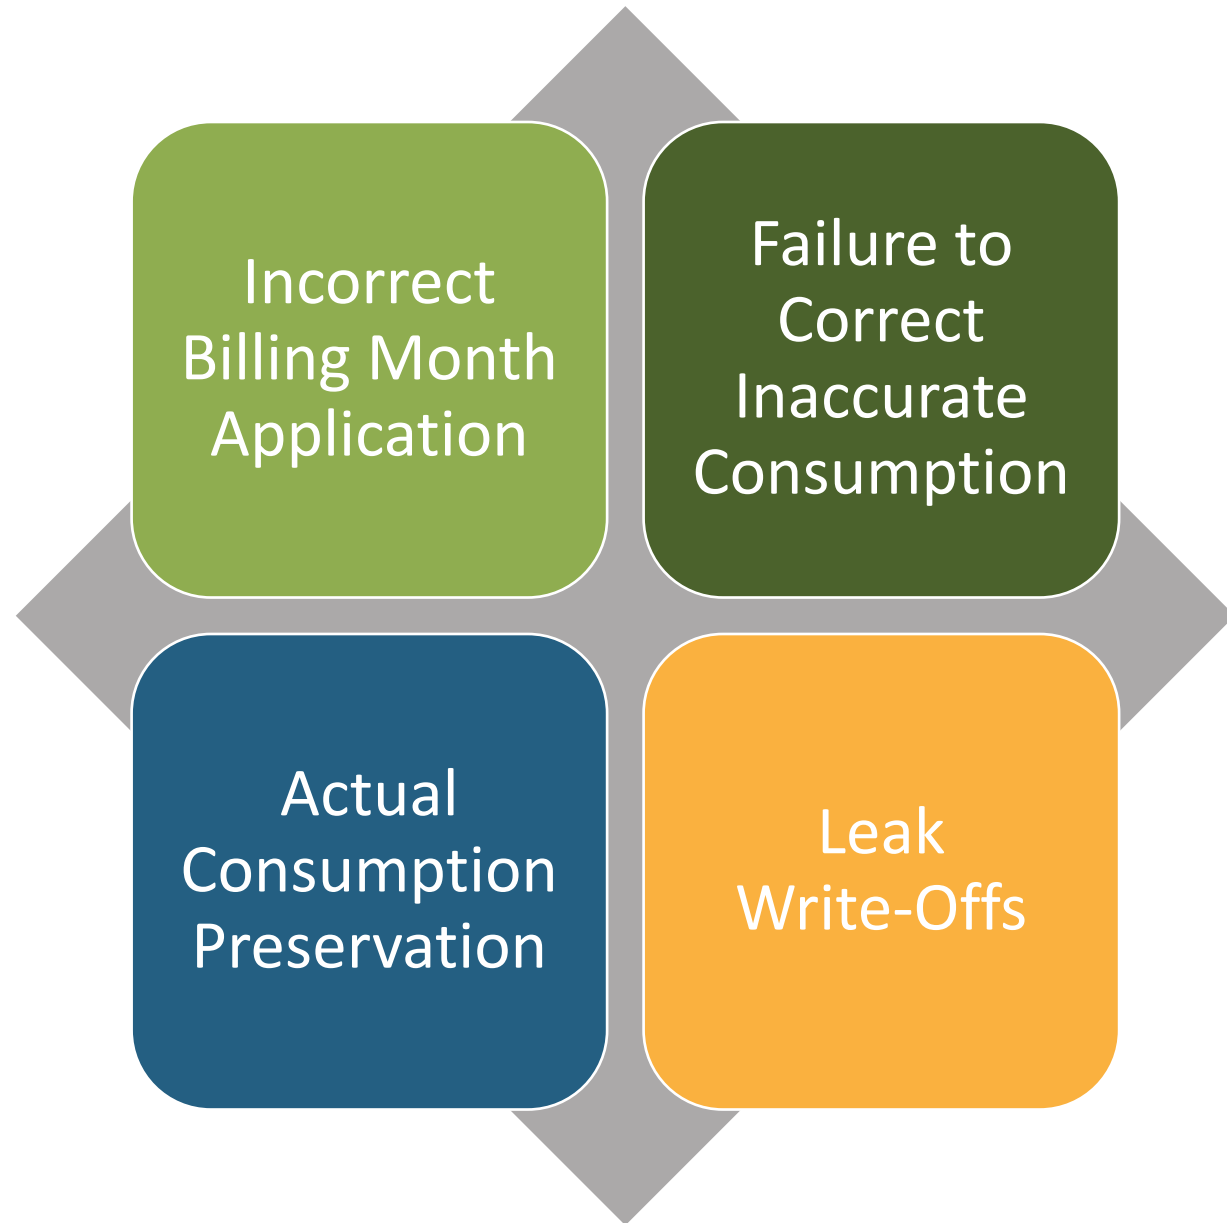 Incorrect
Billing Month
Application
Failure to
Correct
Inaccurate
Consumption
Actual
Consumption
Preservation
Leak
Write-Offs